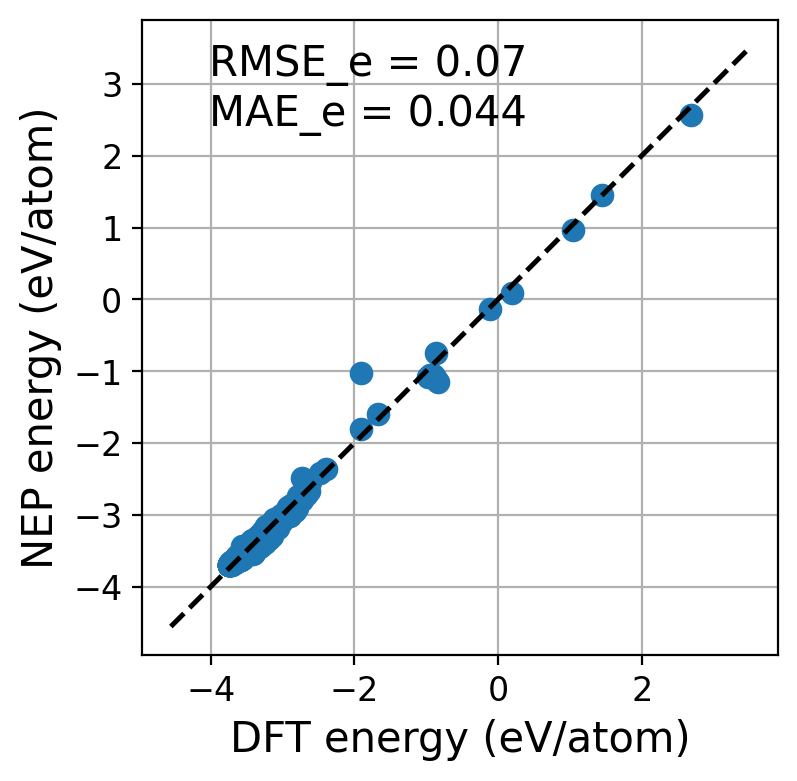 RMSE_e = 0.07
MAE_e = 0.044
NEP energy (eV/atom)
3
2
1
0
−1
−2
−3
−4
−4 −2 0 2
DFT energy (eV/atom)